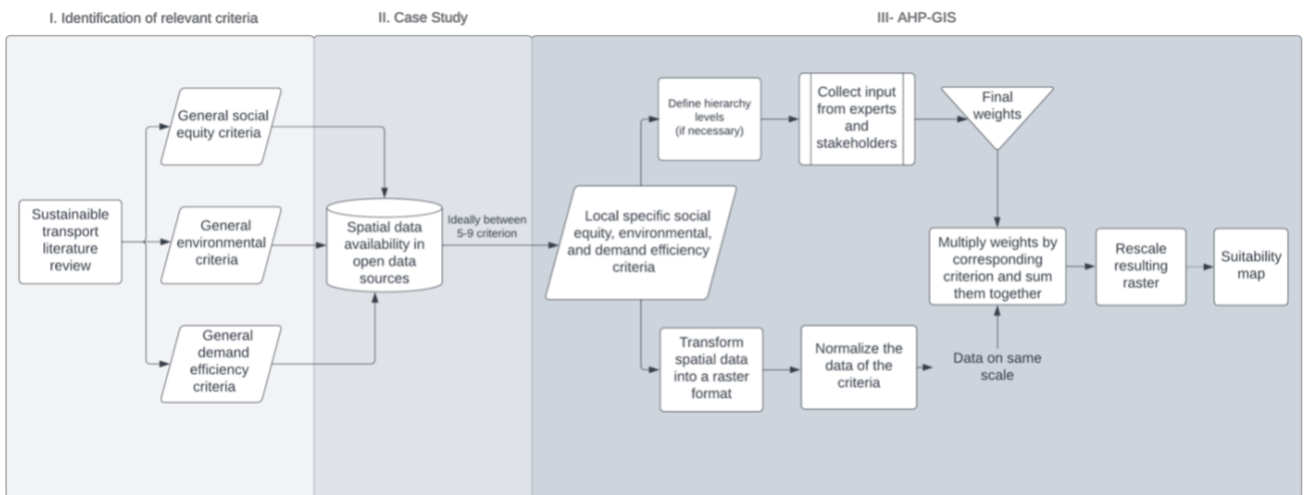 I. Identification of relevant criteria
II. Case Study
III- AHP-GIS
Sustainaible
transport
literature
review
General social
equity criteria
General
environmental
criteria
General
demand
efficiency
criteria
Spatial data
availability in
open data
sources
Ideally between
5-9 criterion
Local specific social
equity, environmental,
and demand efficiency
criteria
Define hierarchy
levels
(if necessary)
Collect input
from experts
and
stakeholders
Final
weights
Transform
spatial data
into a raster
format
Normalize the
data of the
criteria
Data on same
scale
Multiply weights by
corresponding
criterion and sum
them together
Rescale
resulting
raster
Suitability
map